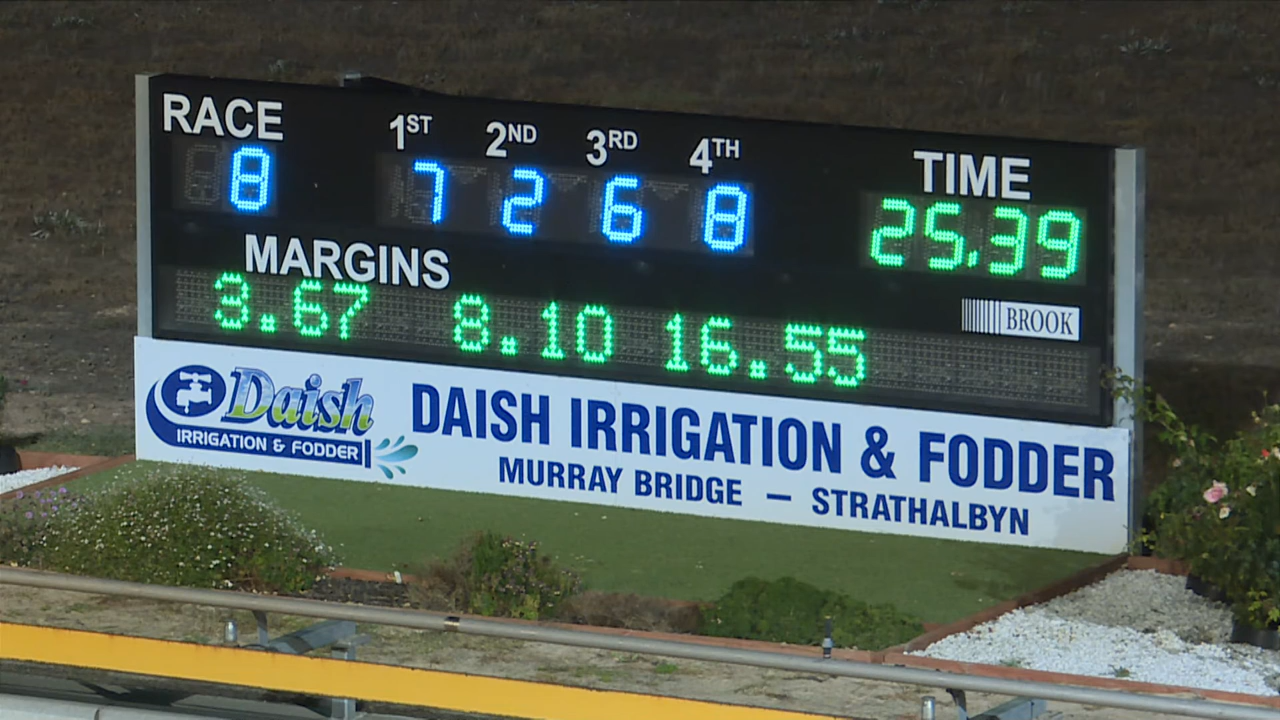 RACE 1ST 2ND 3RD 4TH TIME
8 7 2 6 8 25.39
MARGINS
3.67 8.10 16.55
BROOK
Daish
IRRIGATION & FODDER
DAISH IRRIGATION & FODDER
MURRAY BRIDGE – STRATHALBYN